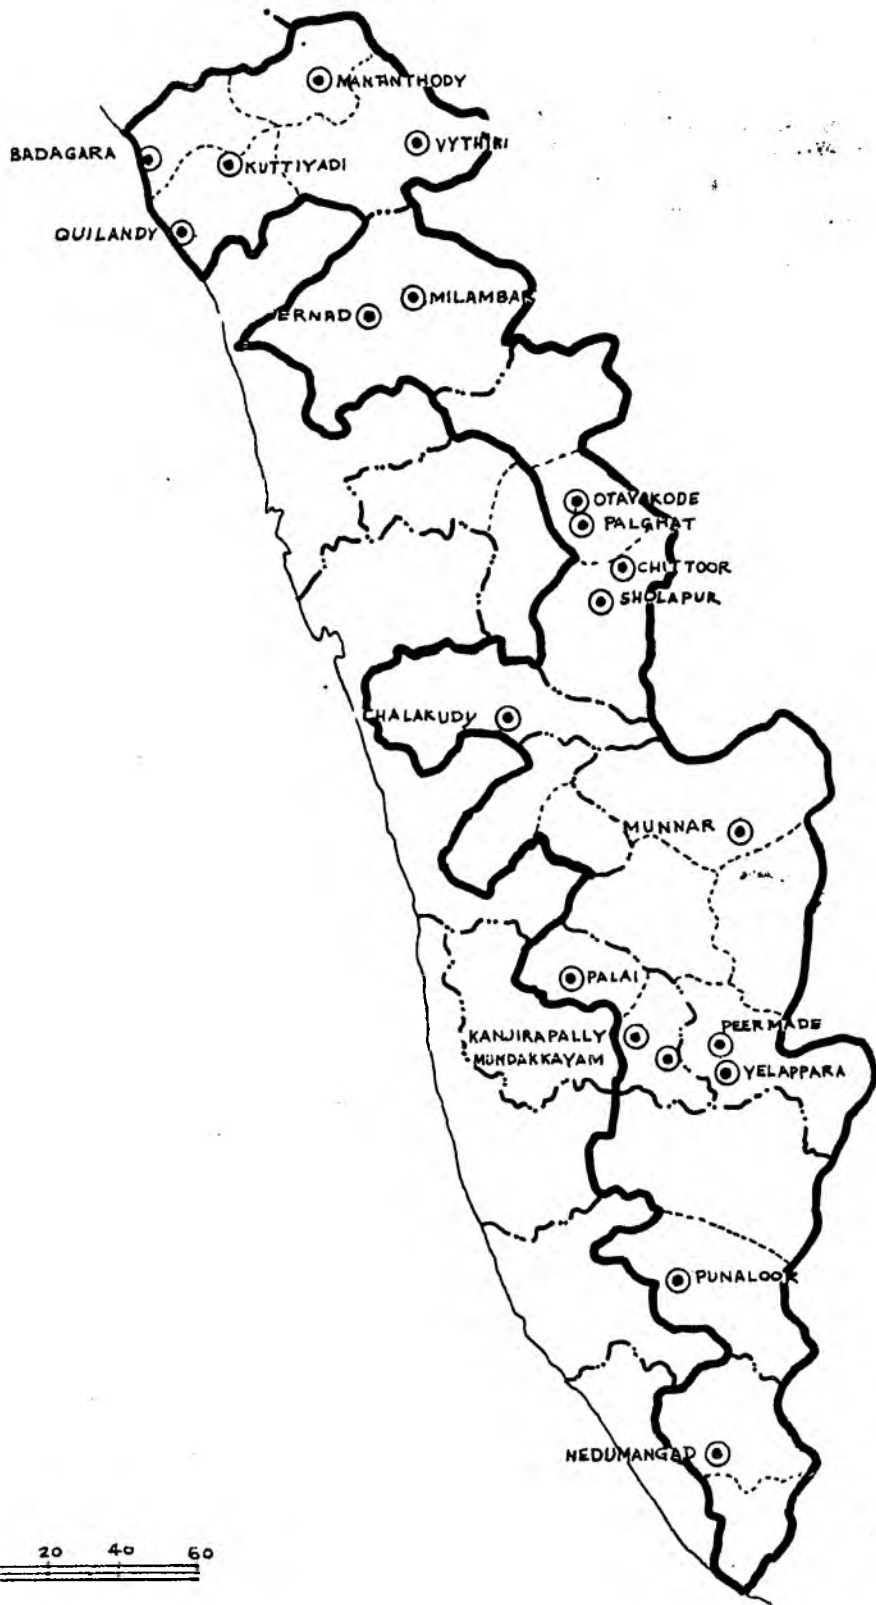 MANANTHODY
BADAGARA
KUTTIYADI
VYTHIRI
QUILANDY
ERNAD
MILAMBAR
OTAVAKODE
PALGHAT
CHITTOOR
SHOLAPUR
CHALAKUDY
MUNNAR
PALAI
KANJIRAPALLY
MUNDAKKAYAM
PEERMADE
YELAPPARA
PUNALOOR
NEDUMANGAD
20 40 60